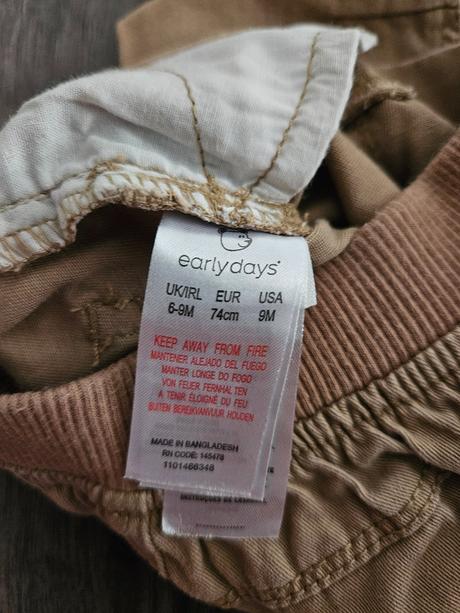 earlydays
UK/IRL EUR USA
6-9M 74cm 9M
KEEP AWAY FROM FIRE
MANTENER ALEJADO DEL FUEGO
MANTER LONGE DO FOGO
VON FEUER FERNHALTEN
A TENIR ÉLOIGNÉ DU FEU
BUITEN BEREIKVANVUUR HOUDEN
MADE IN BANGLADESH
RN CODE: 145478
1101466348